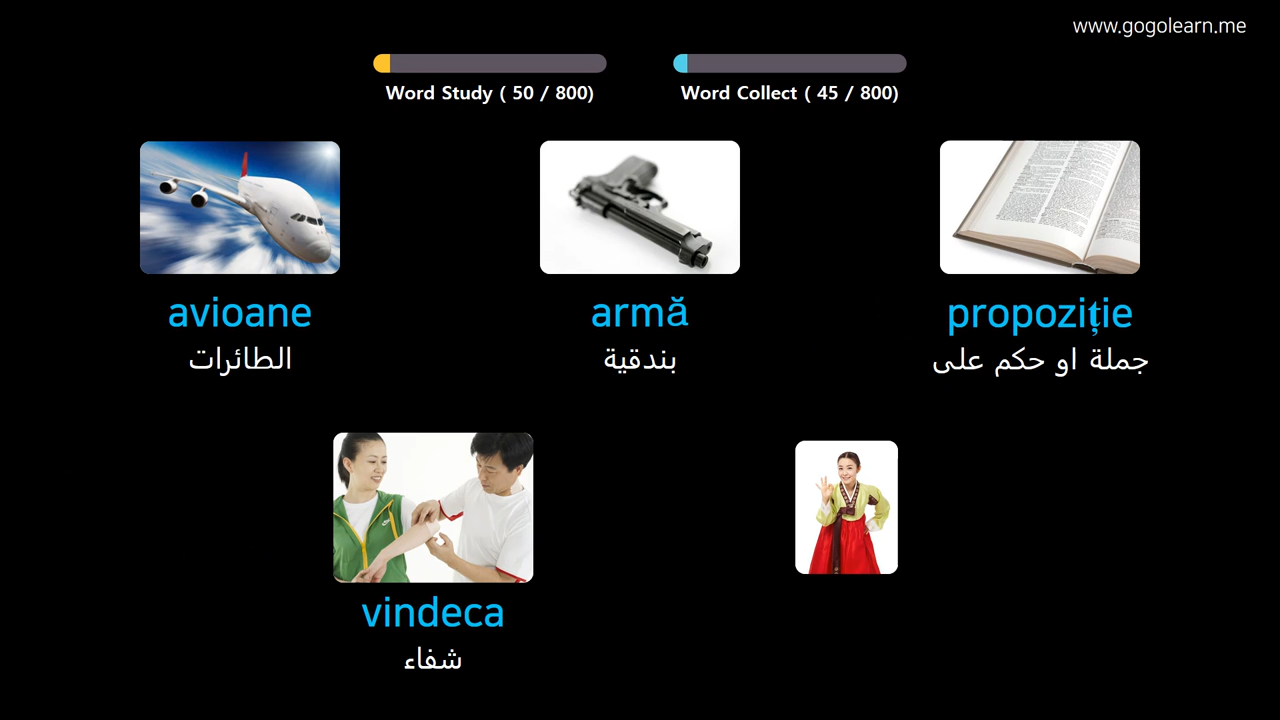 www.gogolearn.me
Word Study ( 50 / 800)
Word Collect ( 45 / 800)
avioane
الطائرات
armă
بندقية
propoziție
جملة او حكم على
vindeca
شفاء